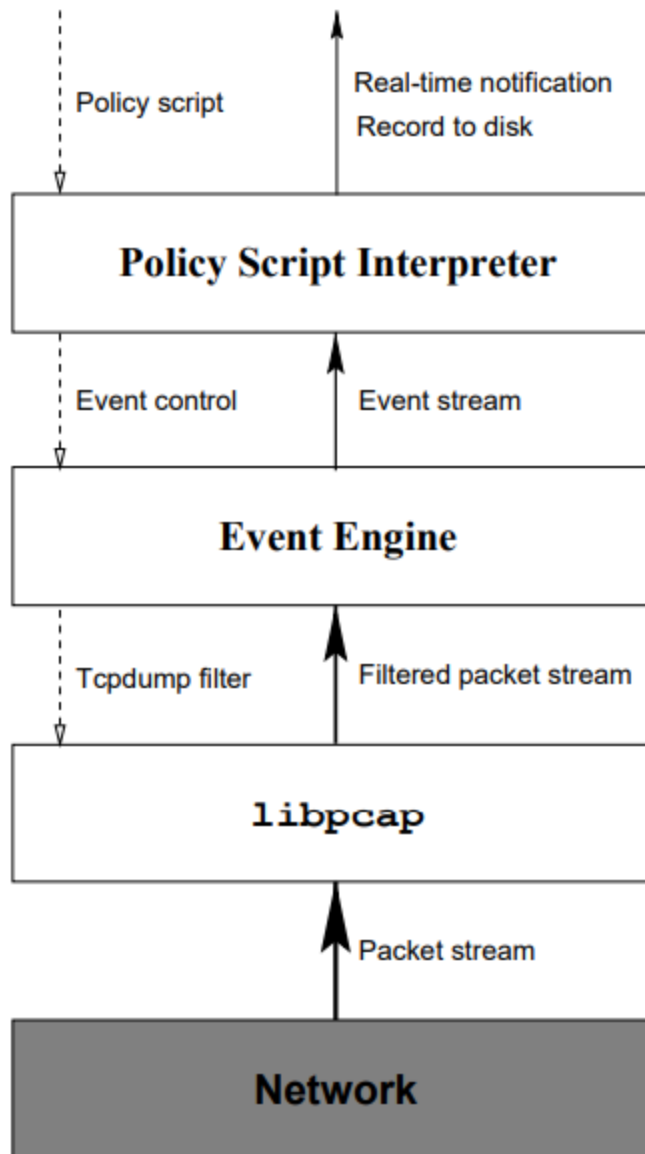 Policy script
Real-time notification
Record to disk
Policy Script Interpreter
Event control
Event stream
Event Engine
Tcpdump filter
Filtered packet stream
libpcap
Packet stream
Network